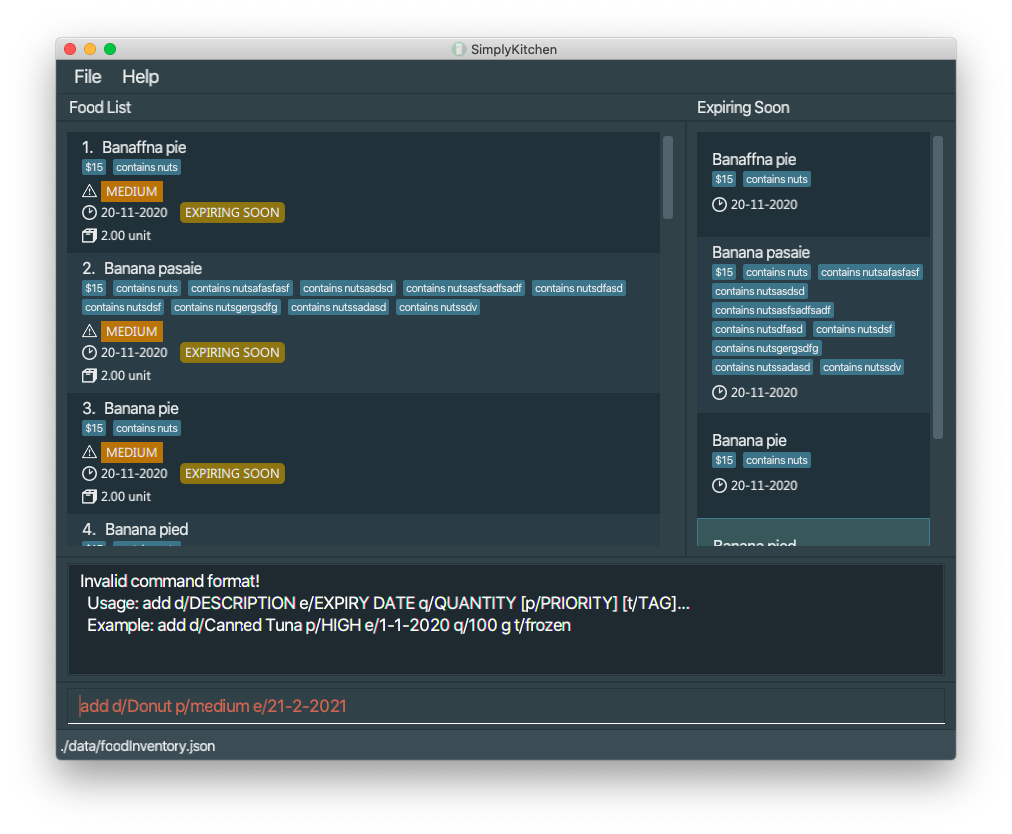 SimplyKitchen
File Help
Food List
1. Banaffna pie
$15 contains nuts
MEDIUM
20-11-2020 EXPIRING SOON
2.00 unit
2. Banana pasaie
$15 contains nuts contains nutsafasfasf contains nutsasdsd contains nutsasfsadfsadf contains nutsdfasd
contains nutsdsf contains nutsgergsdfg contains nutssadasd contains nutssdv
MEDIUM
20-11-2020 EXPIRING SOON
2.00 unit
3. Banana pie
$15 contains nuts
MEDIUM
20-11-2020 EXPIRING SOON
2.00 unit
4. Banana pied
Expiring Soon
Banaffna pie
$15 contains nuts
20-11-2020
Banana pasaie
$15 contains nuts contains nutsafasfasf
contains nutsasdsd
contains nutsasfsadfsadf
contains nutsdfasd contains nutsdsf
contains nutsgergsdfg
contains nutssadasd contains nutssdv
20-11-2020
Banana pie
$15 contains nuts
20-11-2020
Banana pied
Invalid command format!
Usage: add d/DESCRIPTION e/EXPIRY DATE q/QUANTITY [p/PRIORITY] [t/TAG]...
Example: add d/Canned Tuna p/HIGH e/1-1-2020 q/100 g t/frozen
add d/Donut p/medium e/21-2-2021
./data/foodInventory.json